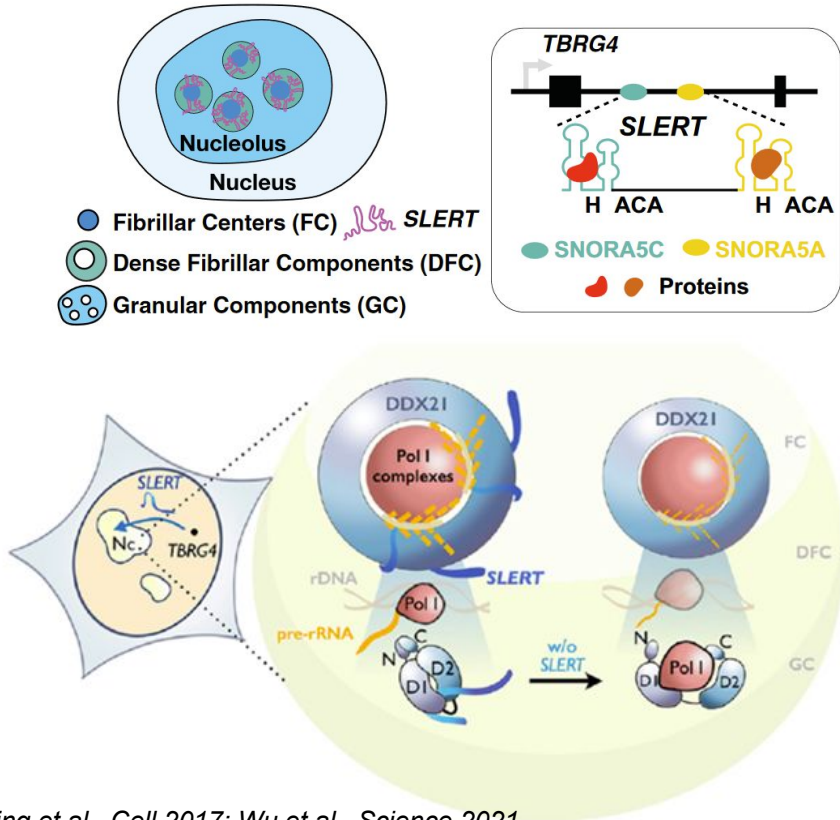 Nucleolus
Nucleus
Fibrillar Centers (FC) SLERT
Dense Fibrillar Components (DFC)
Granular Components (GC)
TBRG4
SLERT
H ACA H ACA
SNORA5C SNORA5A
Proteins
SLERT
Nc
TBRG4
DDX21
Pol I
complexes
SLERT
rDNA
Pol I
pre-rRNA
N
C
D1
D2
w/o
SLERT
DDX21
FC
DFC
GC
N
C
D1
Pol I
D2
et al., Cell 2017; Wu et al., Science 2021